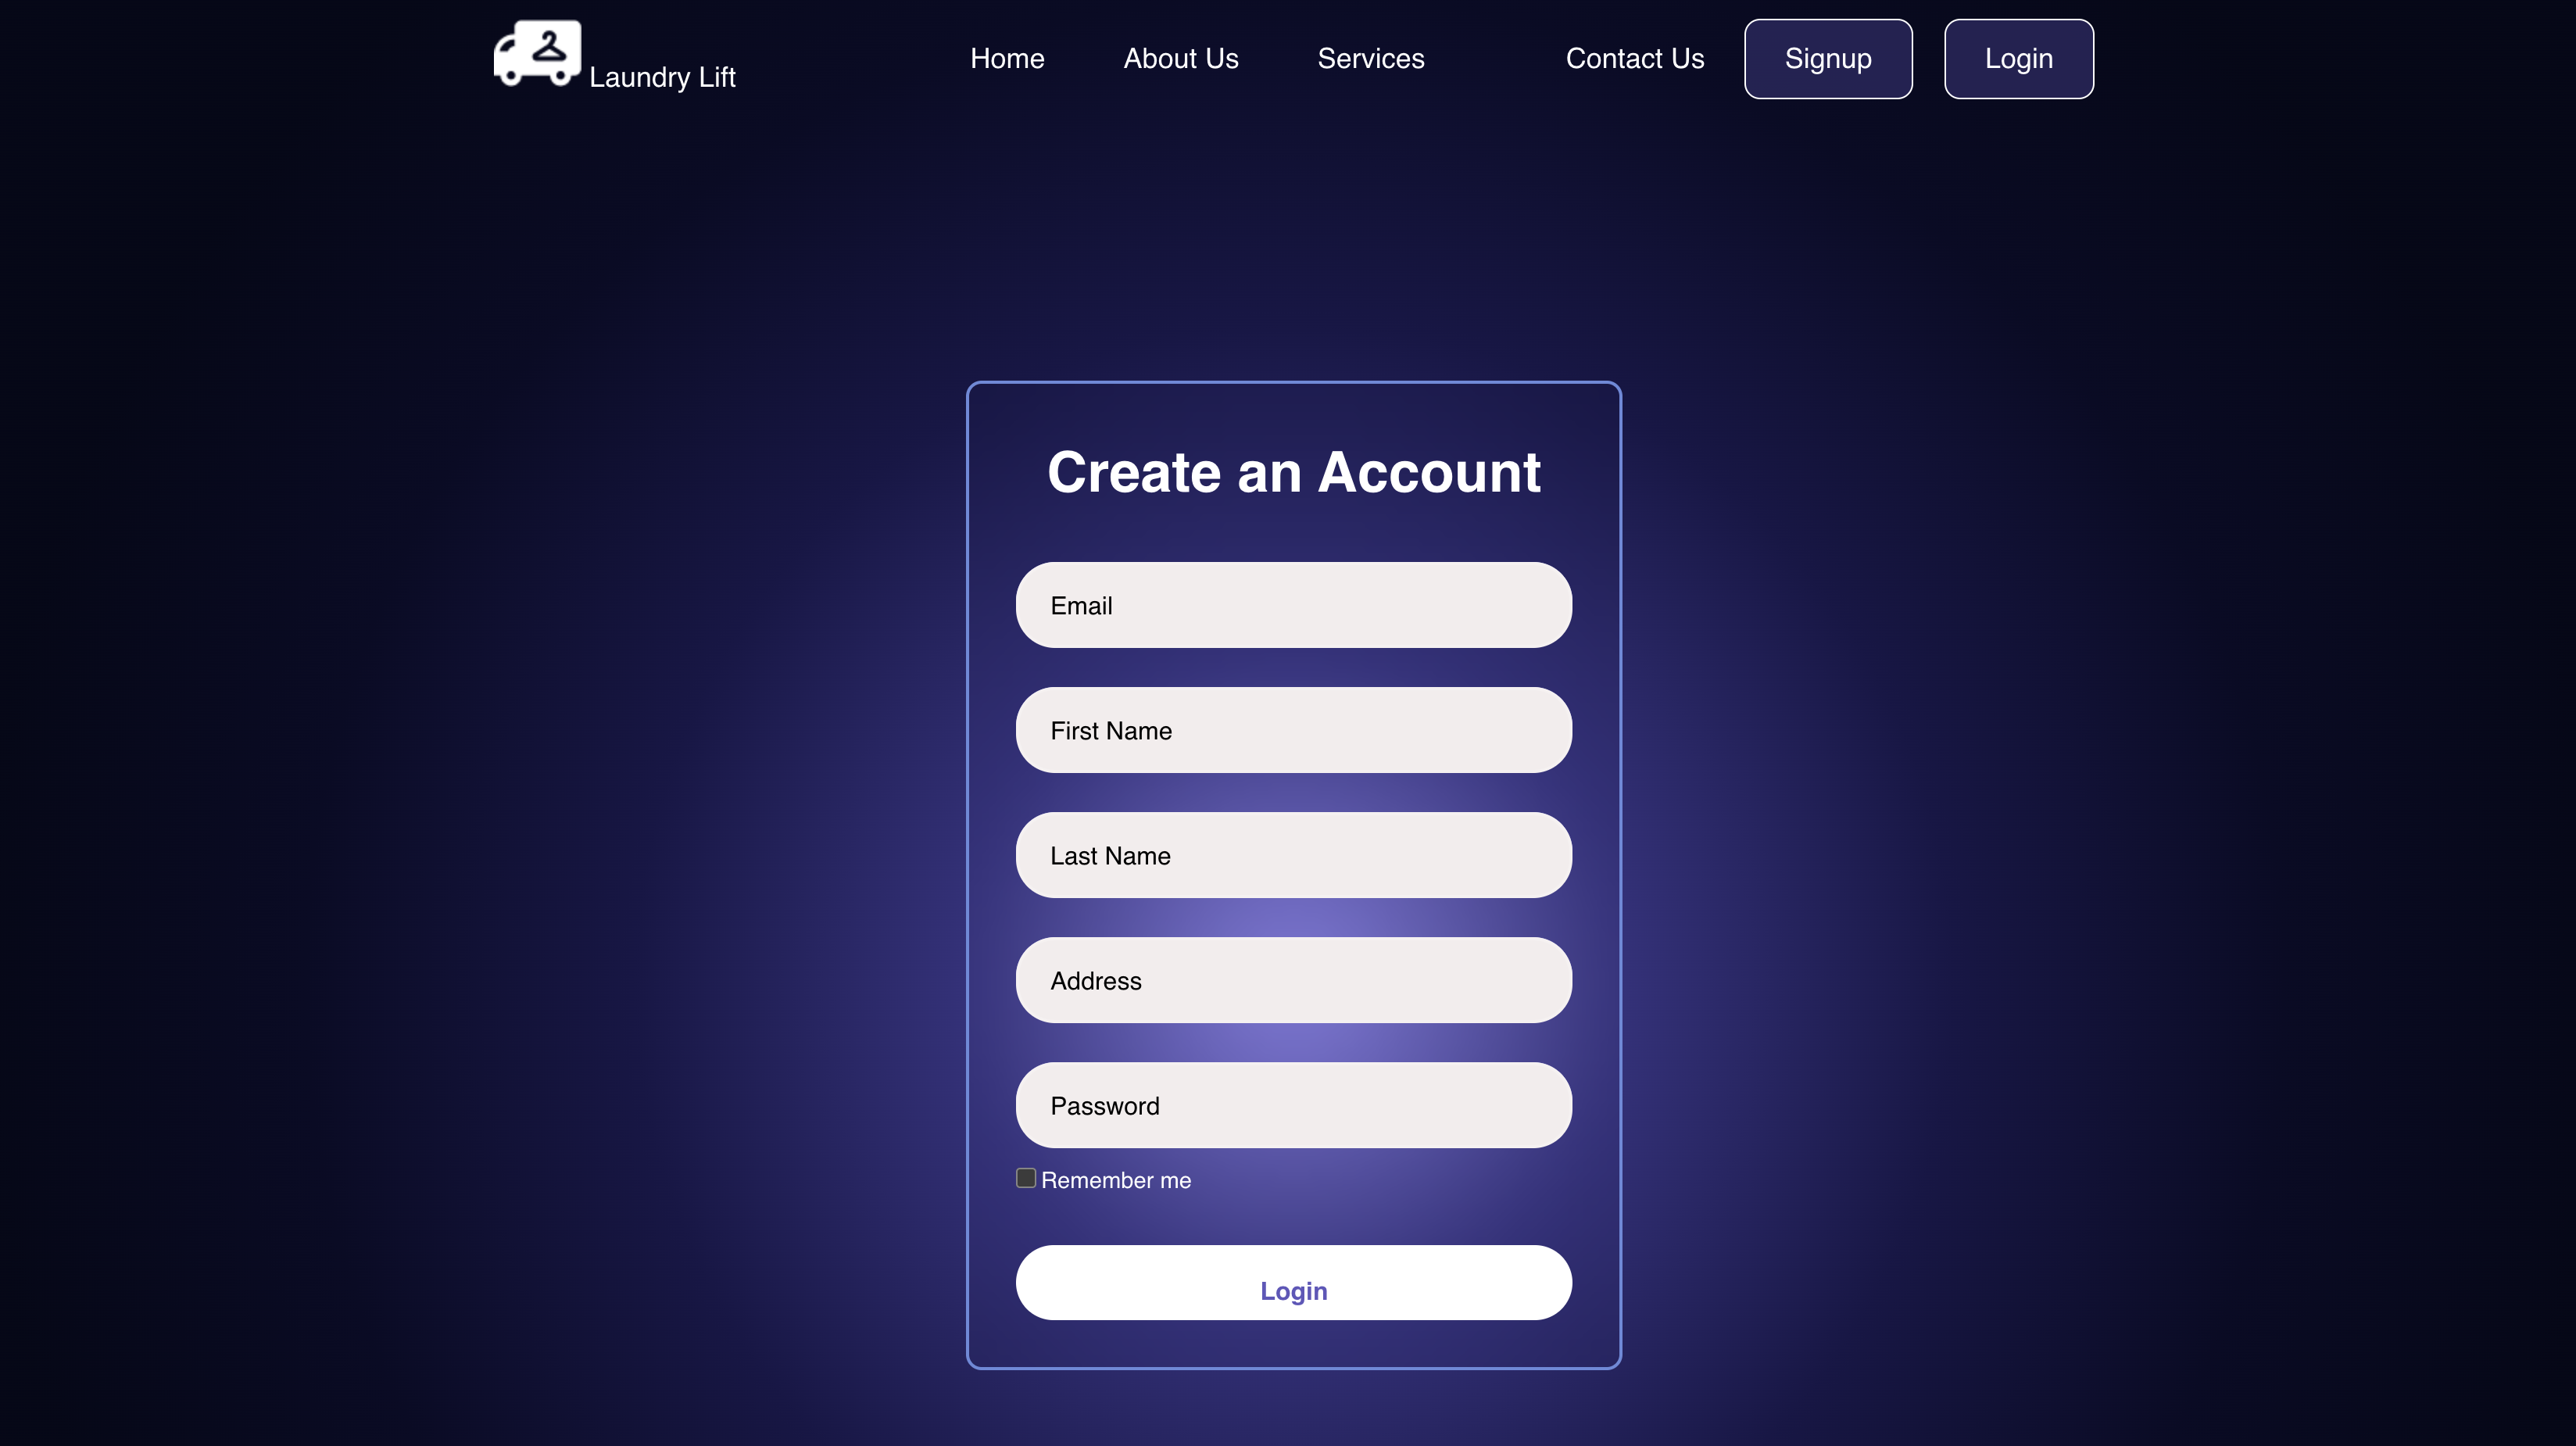 Laundry Lift
Home
About Us
Services
Contact Us
Signup
Login
Create an Account
Email
First Name
Last Name
Address
Password
Remember me
Login